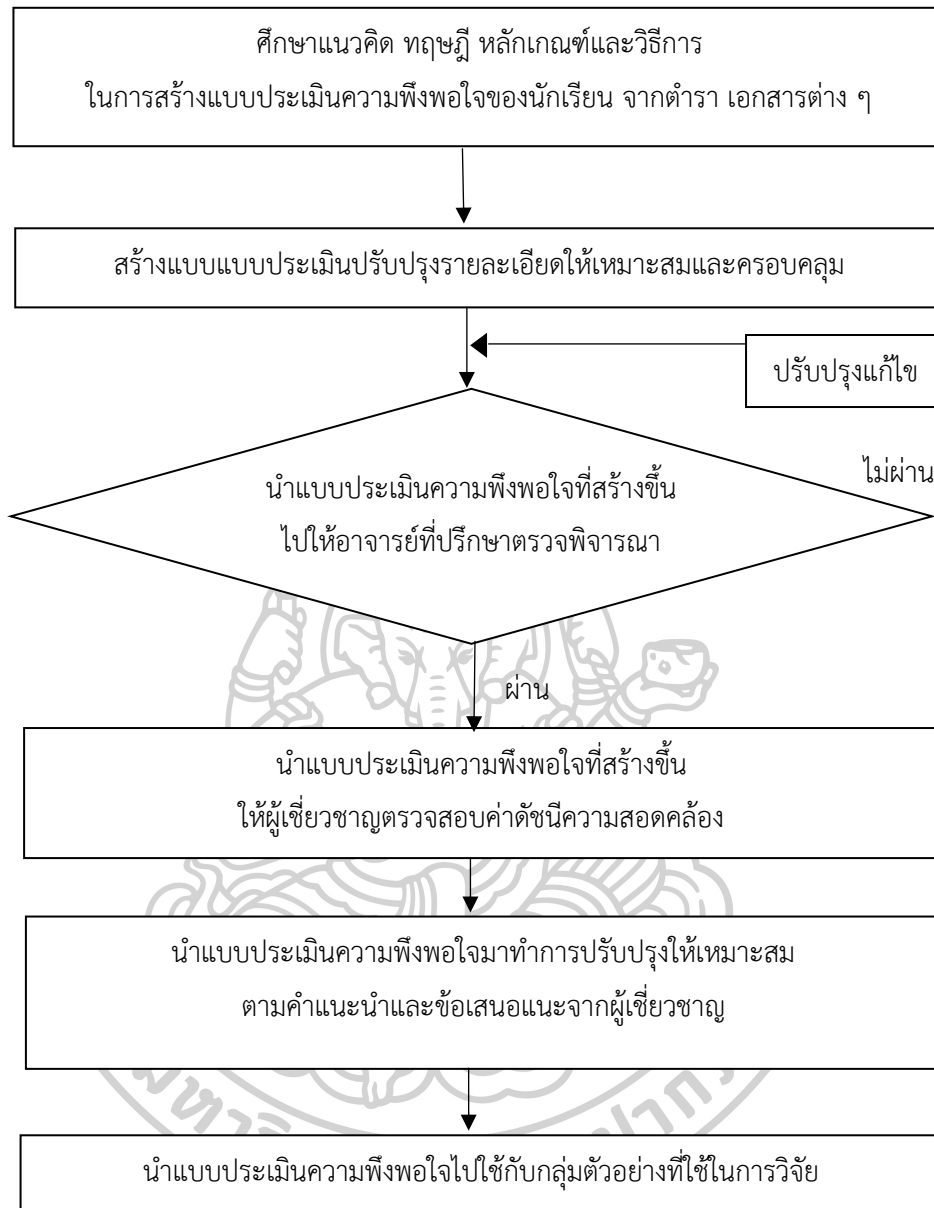 ศึกษาแนวคิด ทฤษฎี หลักเกณฑ์และวิธีการ
ในการสร้างแบบประเมินความพึงพอใจของนักเรียน จากตำรา เอกสารต่าง ๆ
สร้างแบบแบบประเมินปรับปรุงรายละเอียดให้เหมาะสมและครอบคลุม
ปรับปรุงแก้ไข
ไม่ผ่าน
นำแบบประเมินความพึงพอใจที่สร้างขึ้น
ไปให้อาจารย์ที่ปรึกษาตรวจพิจารณา
ผ่าน
นำแบบประเมินความพึงพอใจที่สร้างขึ้น
ให้ผู้เชี่ยวชาญตรวจสอบค่าดัชนีความสอดคล้อง
นำแบบประเมินความพึงพอใจมาทำการปรับปรุงให้เหมาะสม
ตามคำแนะนำและข้อเสนอแนะจากผู้เชี่ยวชาญ
นำแบบประเมินความพึงพอใจไปใช้กับกลุ่มตัวอย่างที่ใช้ในการวิจัย